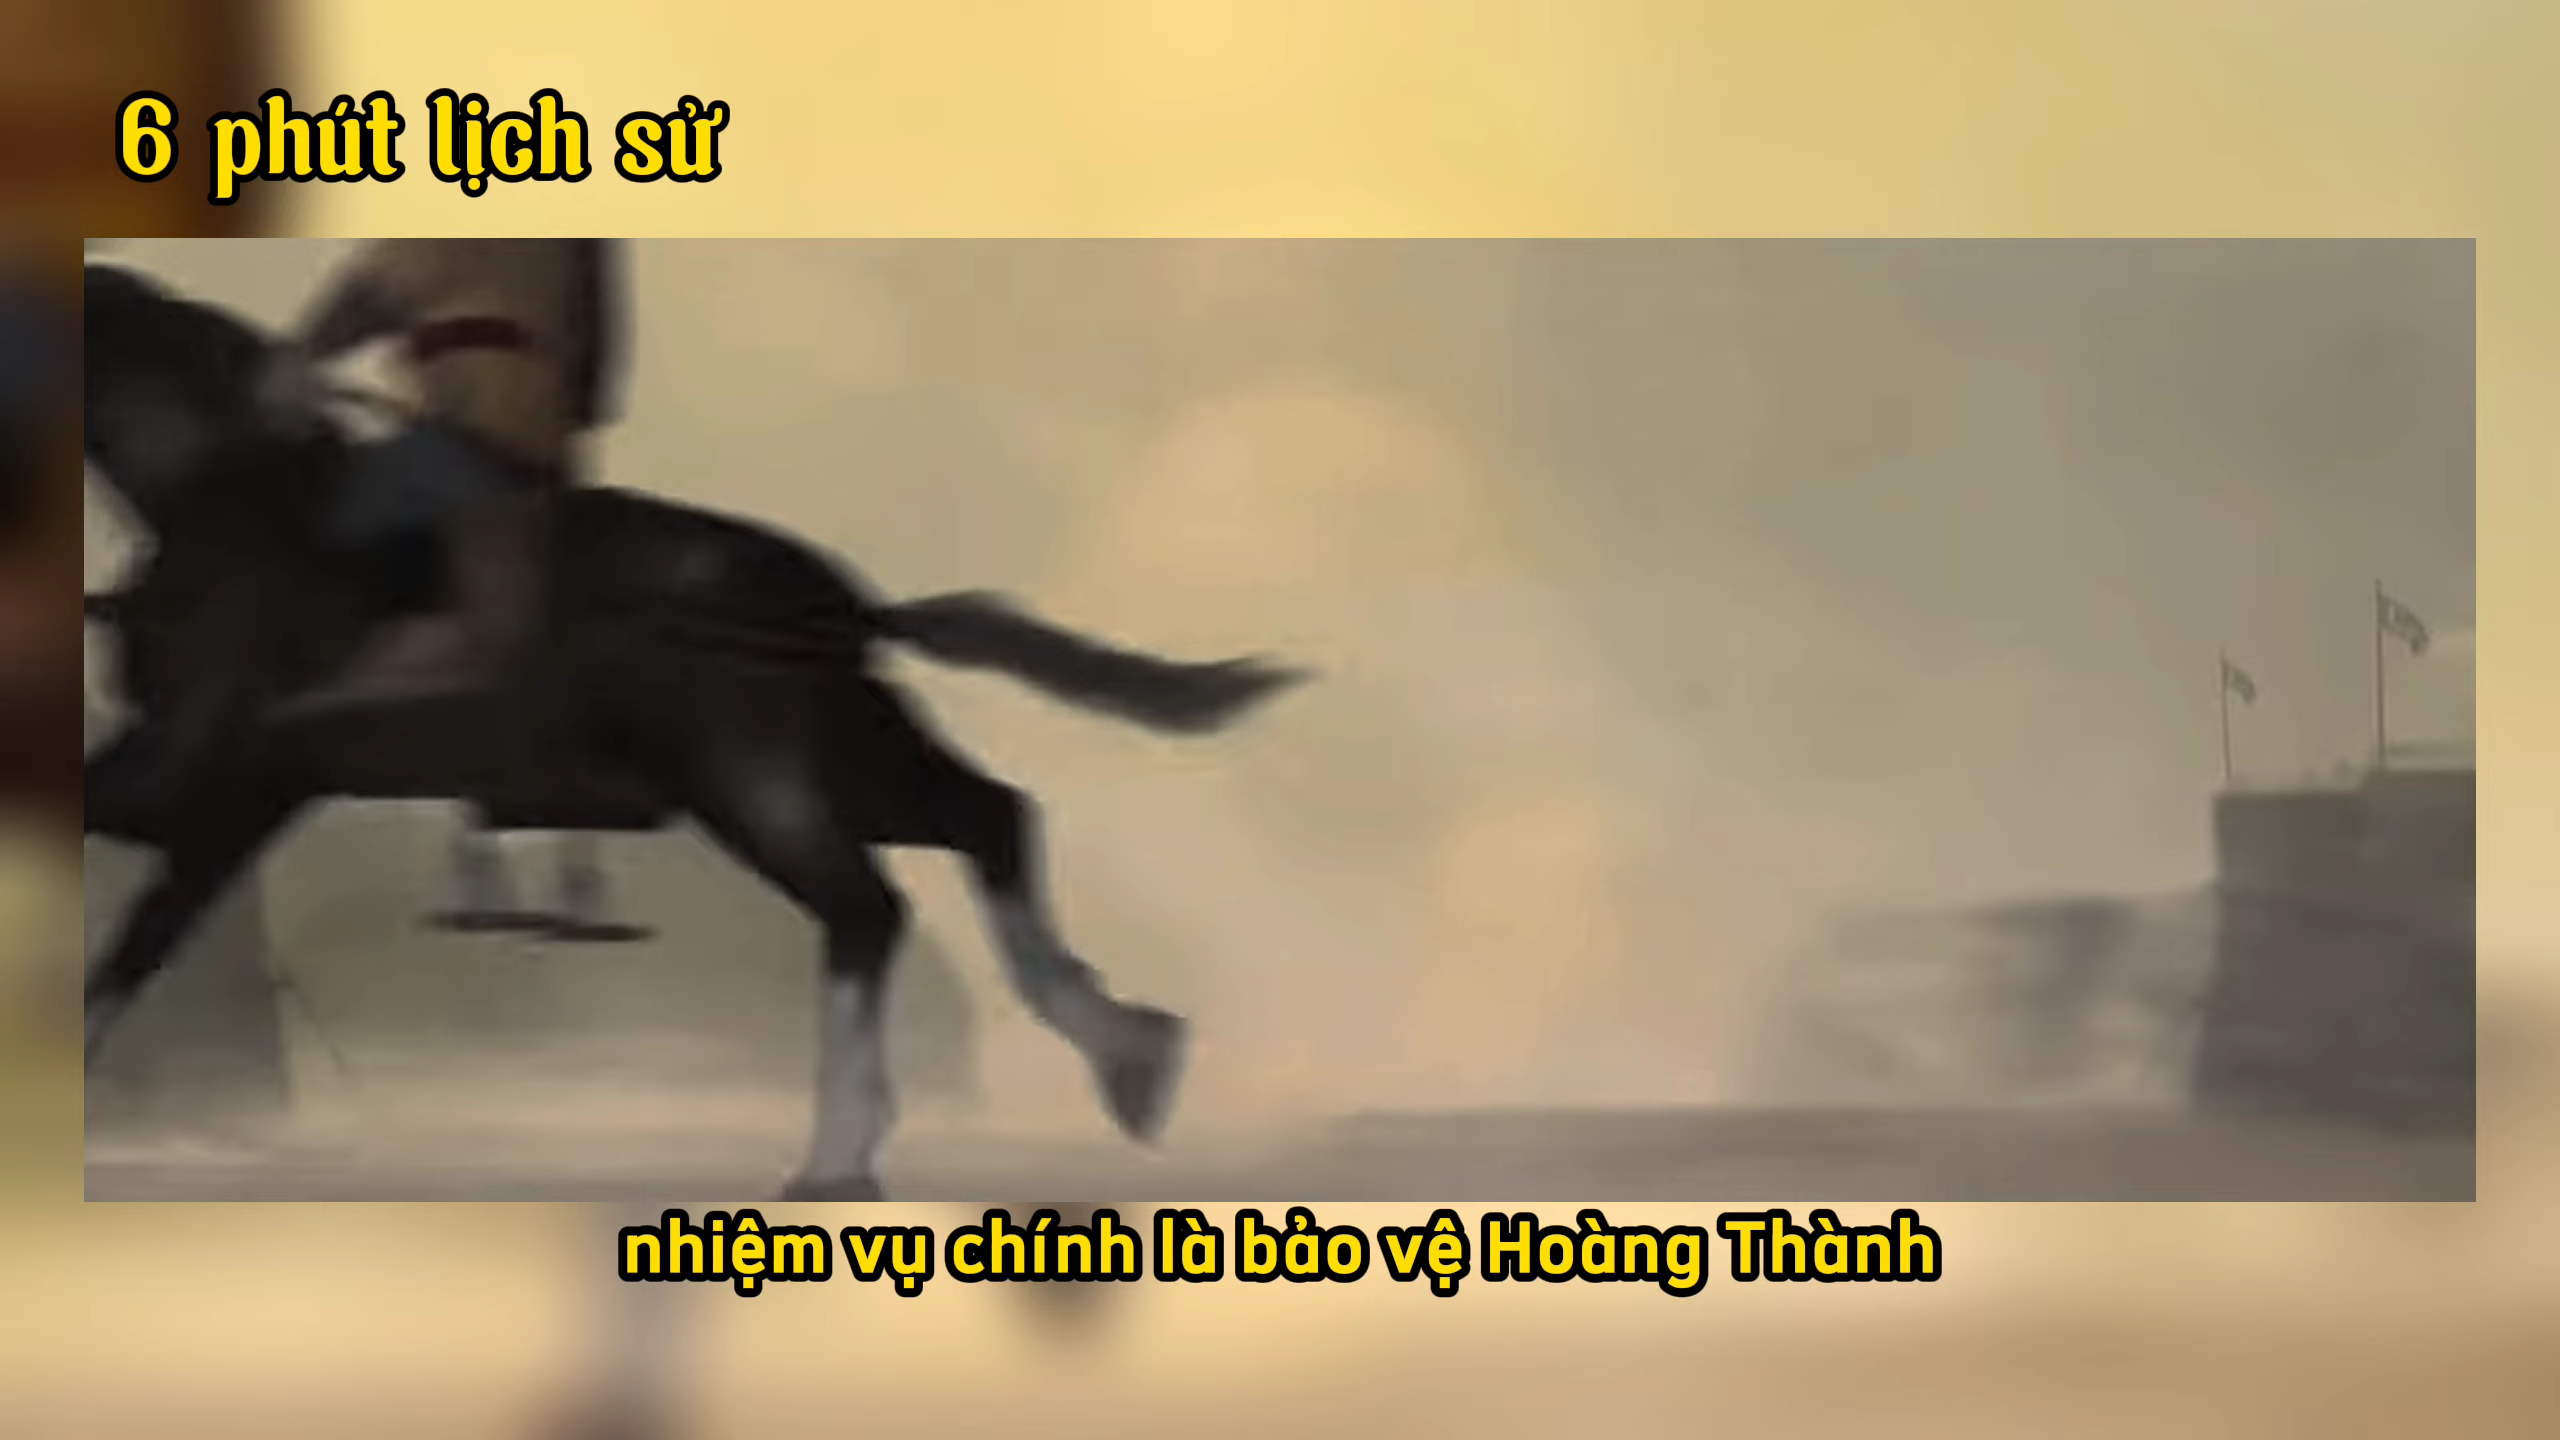 6 phút lịch sử
nhiệm vụ chính là bảo vệ Hoàng Thành